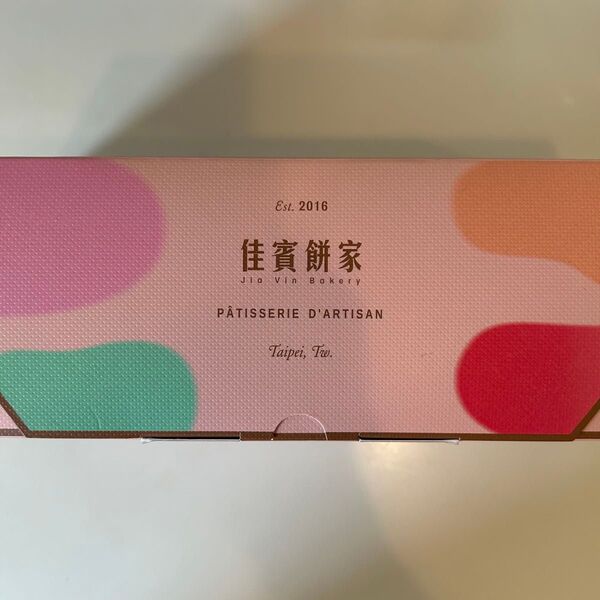 Est. 2016
佳賓餅家
Jia Vin Bakery
PÂTISSERIE D'ARTISAN
Taipei, Tw.